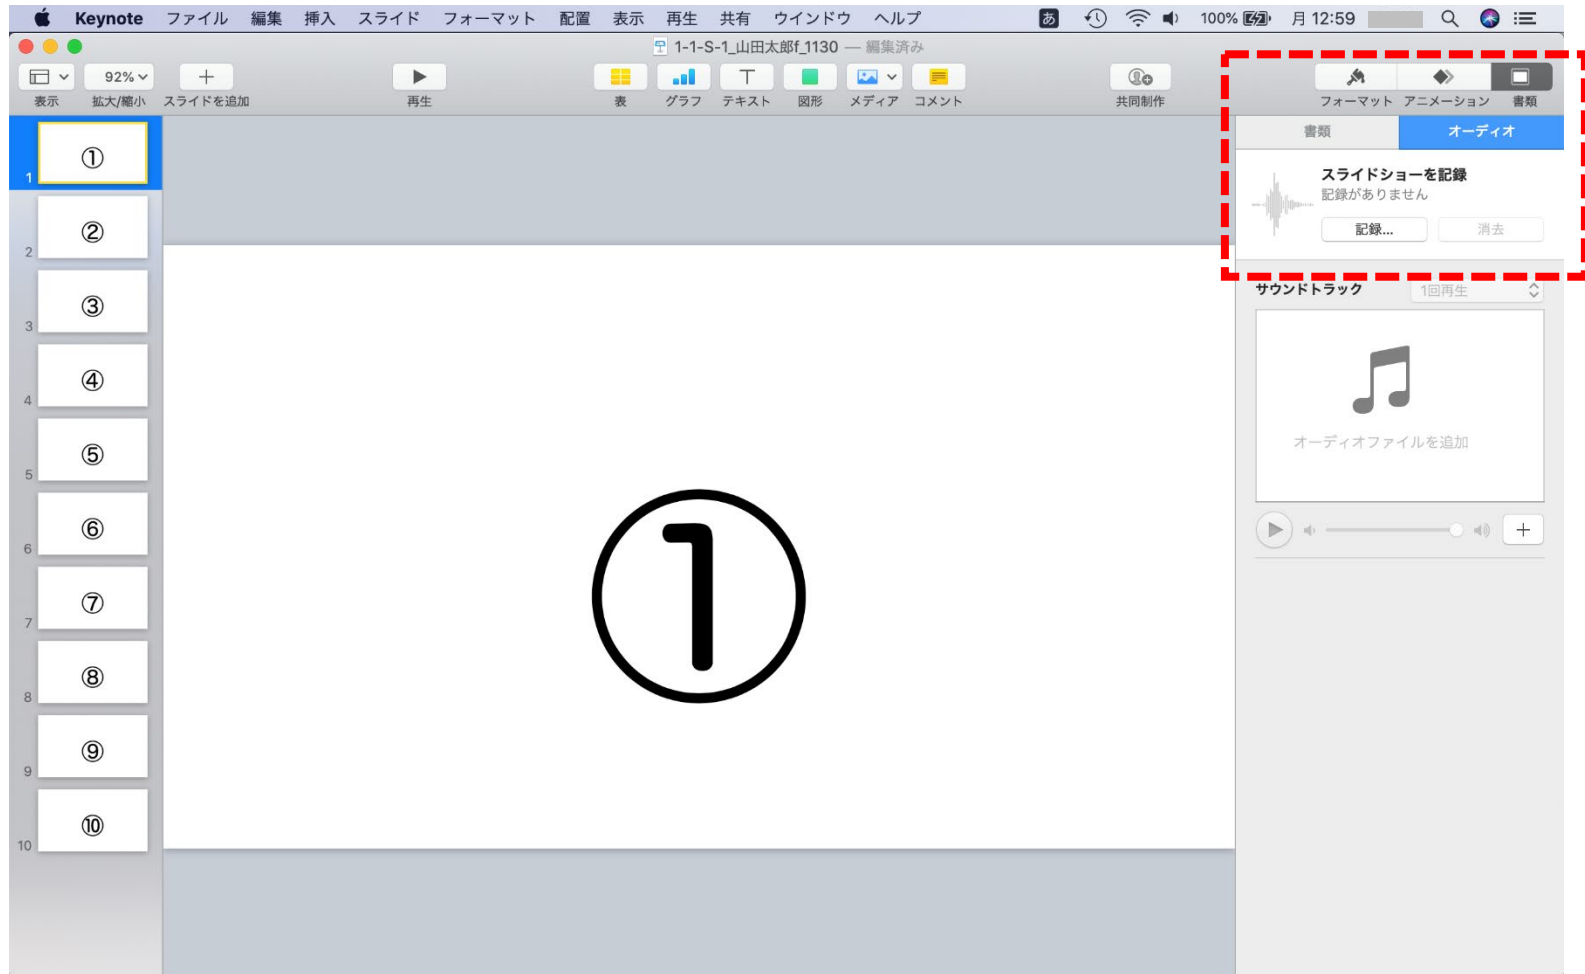 Keynote ファイル 編集 挿入 スライド フォーマット 配置 表示 再生 共有 ウインドウ ヘルプ あ 100% 月 12:59
1-1-S-1_山田太郎f_1130 — 編集済み
92%
表示 拡大/縮小 スライドを追加 再生 表 グラフ テキスト 図形 メディア コメント 共同制作 フォーマット アニメーション 書類
書類 オーディオ
スライドショーを記録
記録がありません
記録... 消去
サウンドトラック 1回再生
オーディオファイルを追加
①
1
②
2
③
3
④
4
⑤
5
⑥
6
⑦
7
⑧
8
⑨
9
⑩
10
①